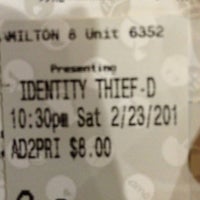 AMILTON 8 Unit 6352
Presenting
IDENTITY THIEF-D
10:30pm Sat 2/23/201
AD2PRI $8.00